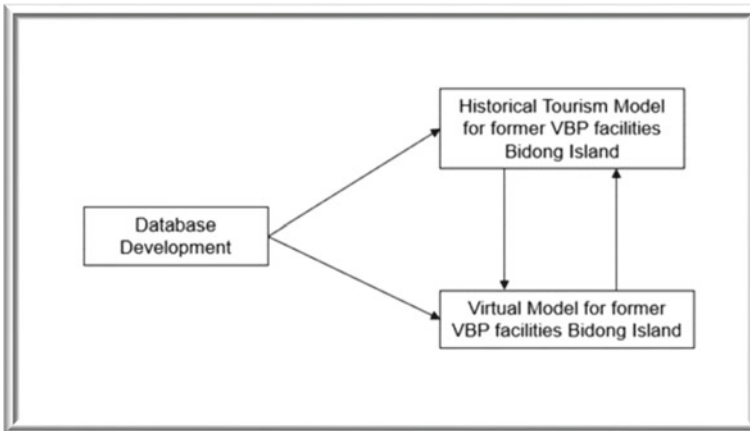 Historical Tourism Model
for former VBP facilities
Bidong Island
Database
Development
Virtual Model for former
VBP facilities Bidong Island